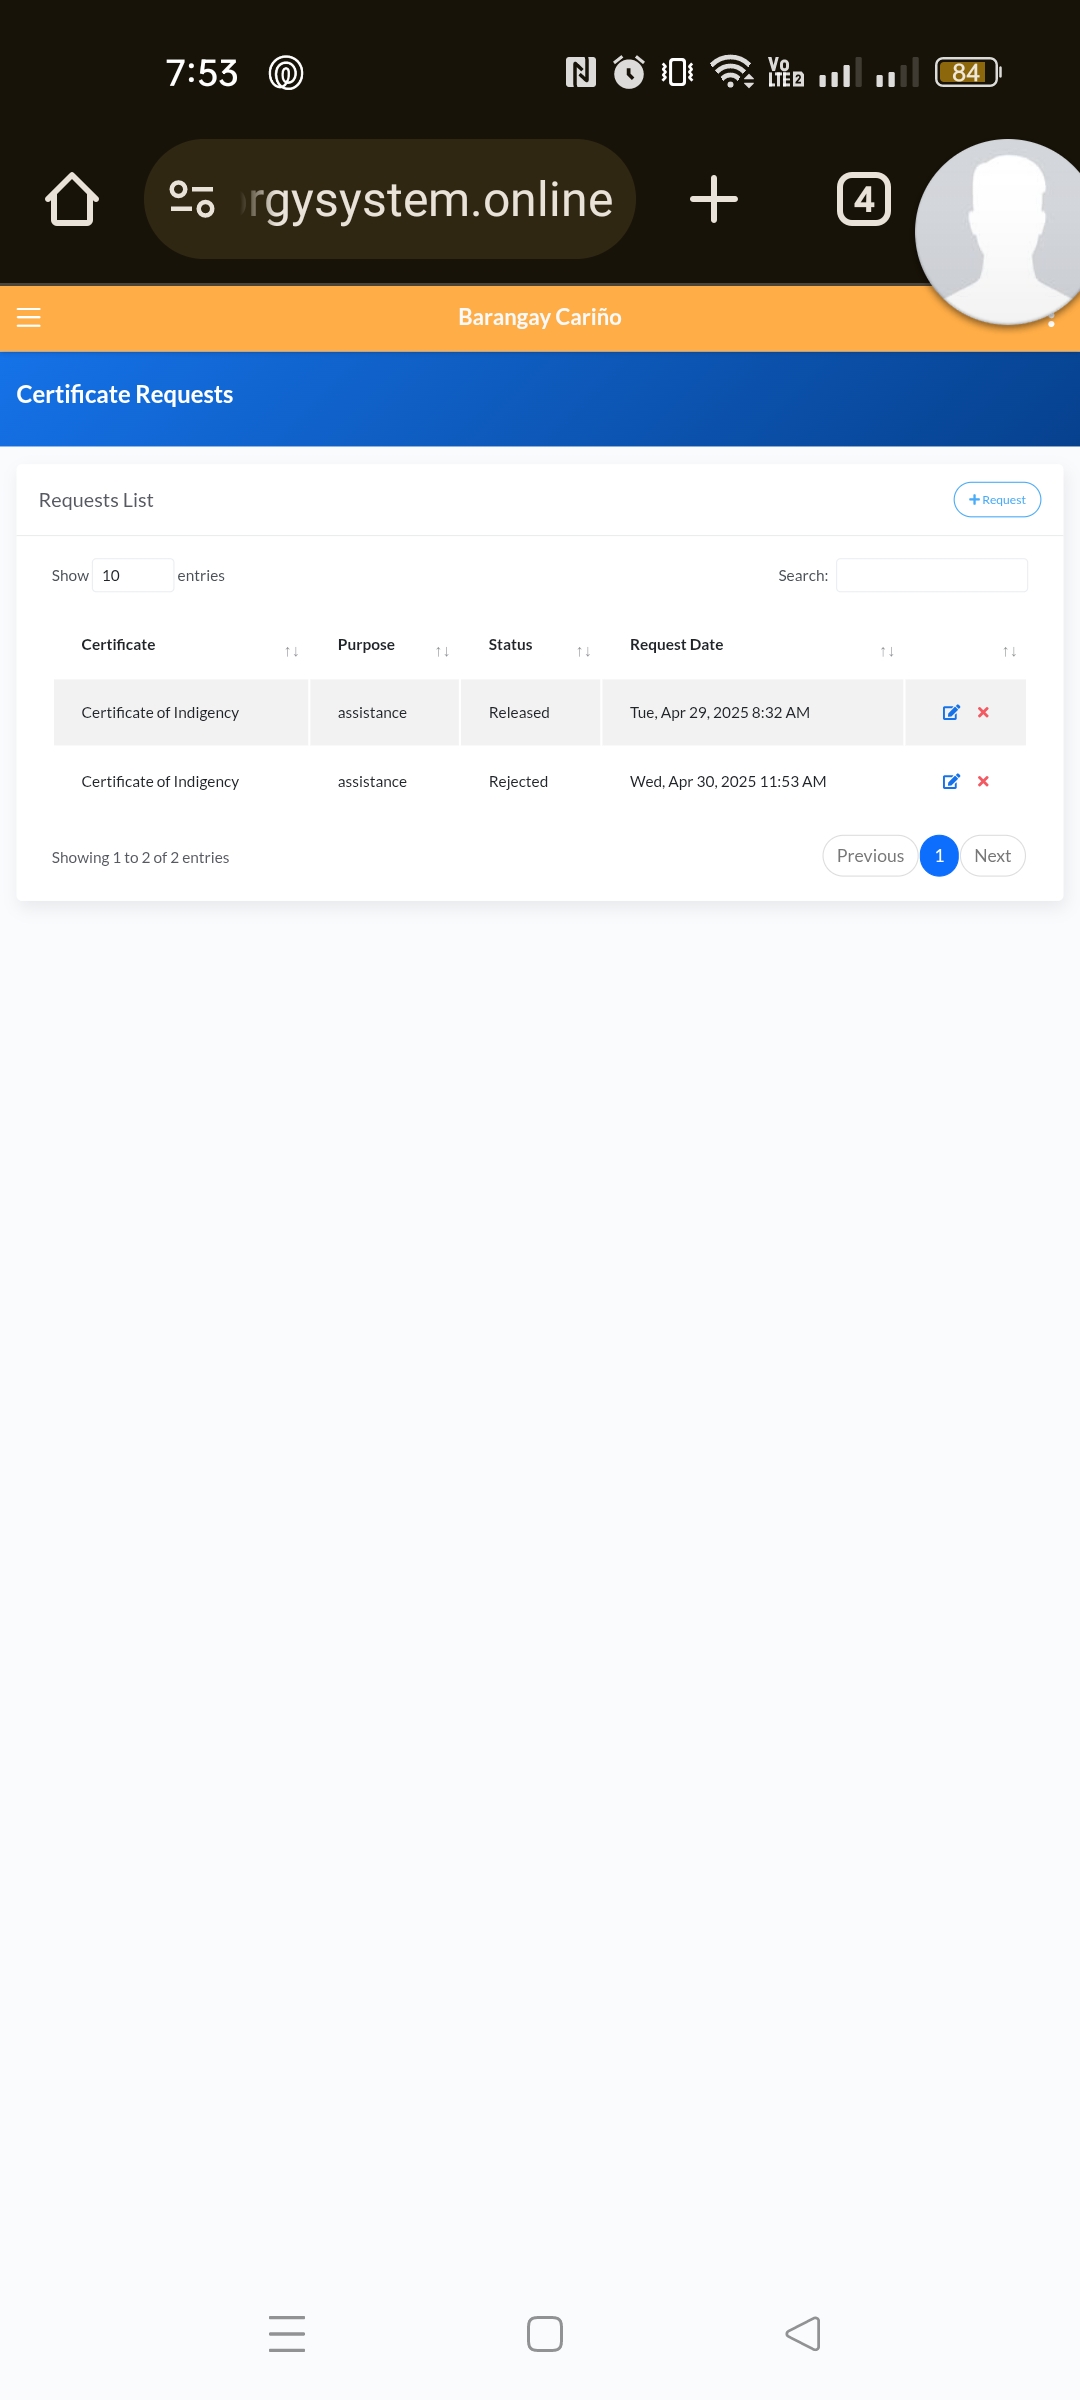 7:53
Vo
LTE 2
84
rgysystem.online
4
Barangay Cariño
Certificate Requests
Requests List
+ Request
Show 10 entries
Search:
Certificate ↑↓ Purpose ↑↓ Status ↑↓ Request Date ↑↓ ↑↓
Certificate of Indigency assistance Released Tue, Apr 29, 2025 8:32 AM
Certificate of Indigency assistance Rejected Wed, Apr 30, 2025 11:53 AM
Showing 1 to 2 of 2 entries
Previous 1 Next